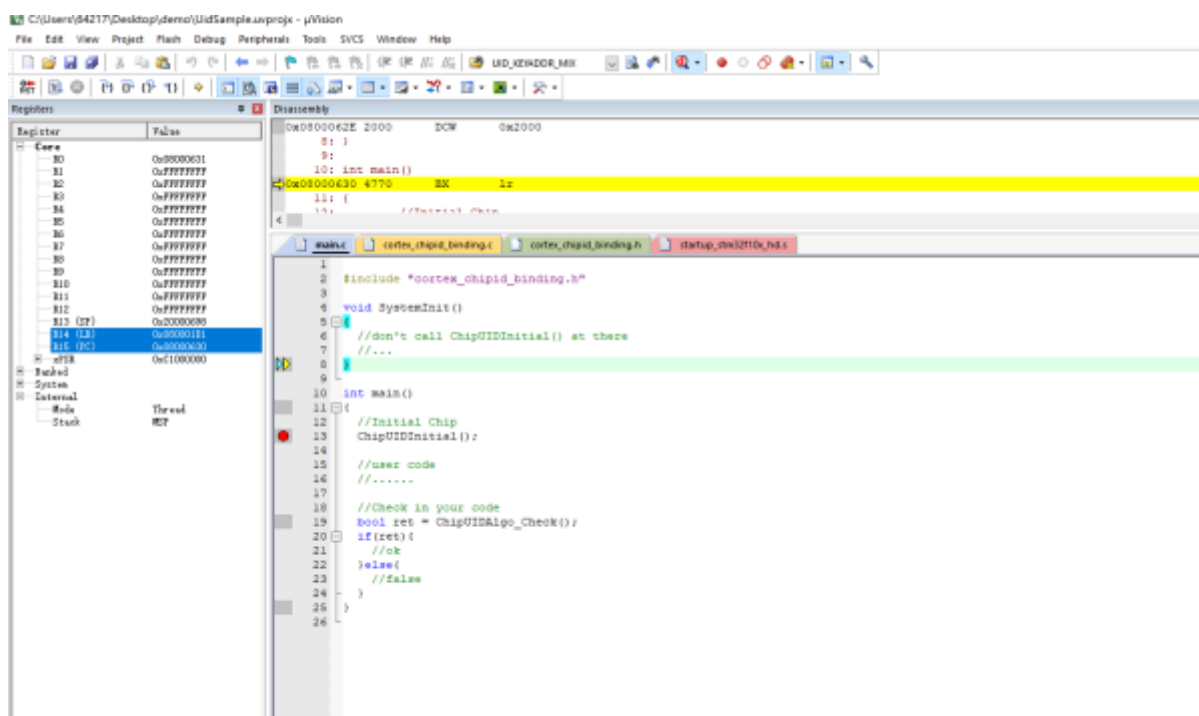 C:\Users\64217\Desktop\demo\UidSample.uvprojx - µVision
File Edit View Project Flash Debug Peripherals Tools SVCS Window Help
UID_KEYADDR_MIX
Registers
Register Value
Core
R0 0x08000631
R1 0xFFFFFFFF
R2 0xFFFFFFFF
R3 0xFFFFFFFF
R4 0xFFFFFFFF
R5 0xFFFFFFFF
R6 0xFFFFFFFF
R7 0xFFFFFFFF
R8 0xFFFFFFFF
R9 0xFFFFFFFF
R10 0xFFFFFFFF
R11 0xFFFFFFFF
R12 0xFFFFFFFF
R13 (SP) 0x20000698
R14 (LR) 0x08000101
R15 (PC) 0x08000630
xPSR 0xC1000000
Banked
System
Internal
Mode Thread
Stack MSP
Disassembly
0x0800062E 2000 DCW 0x2000
8: }
9:
10: int main()
0x08000630 4770 BX lr
11: {
12: //Initial Chip
main.c cortex_chipid_binding.c cortex_chipid_binding.h startup_stm32f10x_hd.s
1
2 #include "cortex_chipid_binding.h"
3
4 void SystemInit()
5 {
6 //don't call ChipUIDInitial() at there
7 //...
8 }
9
10 int main()
11 {
12 //Initial Chip
13 ChipUIDInitial();
14
15 //user code
16 //......
17
18 //Check in your code
19 bool ret = ChipUIDAlgo_Check();
20 if(ret){
21 //ok
22 }else{
23 //false
24 }
25 }
26